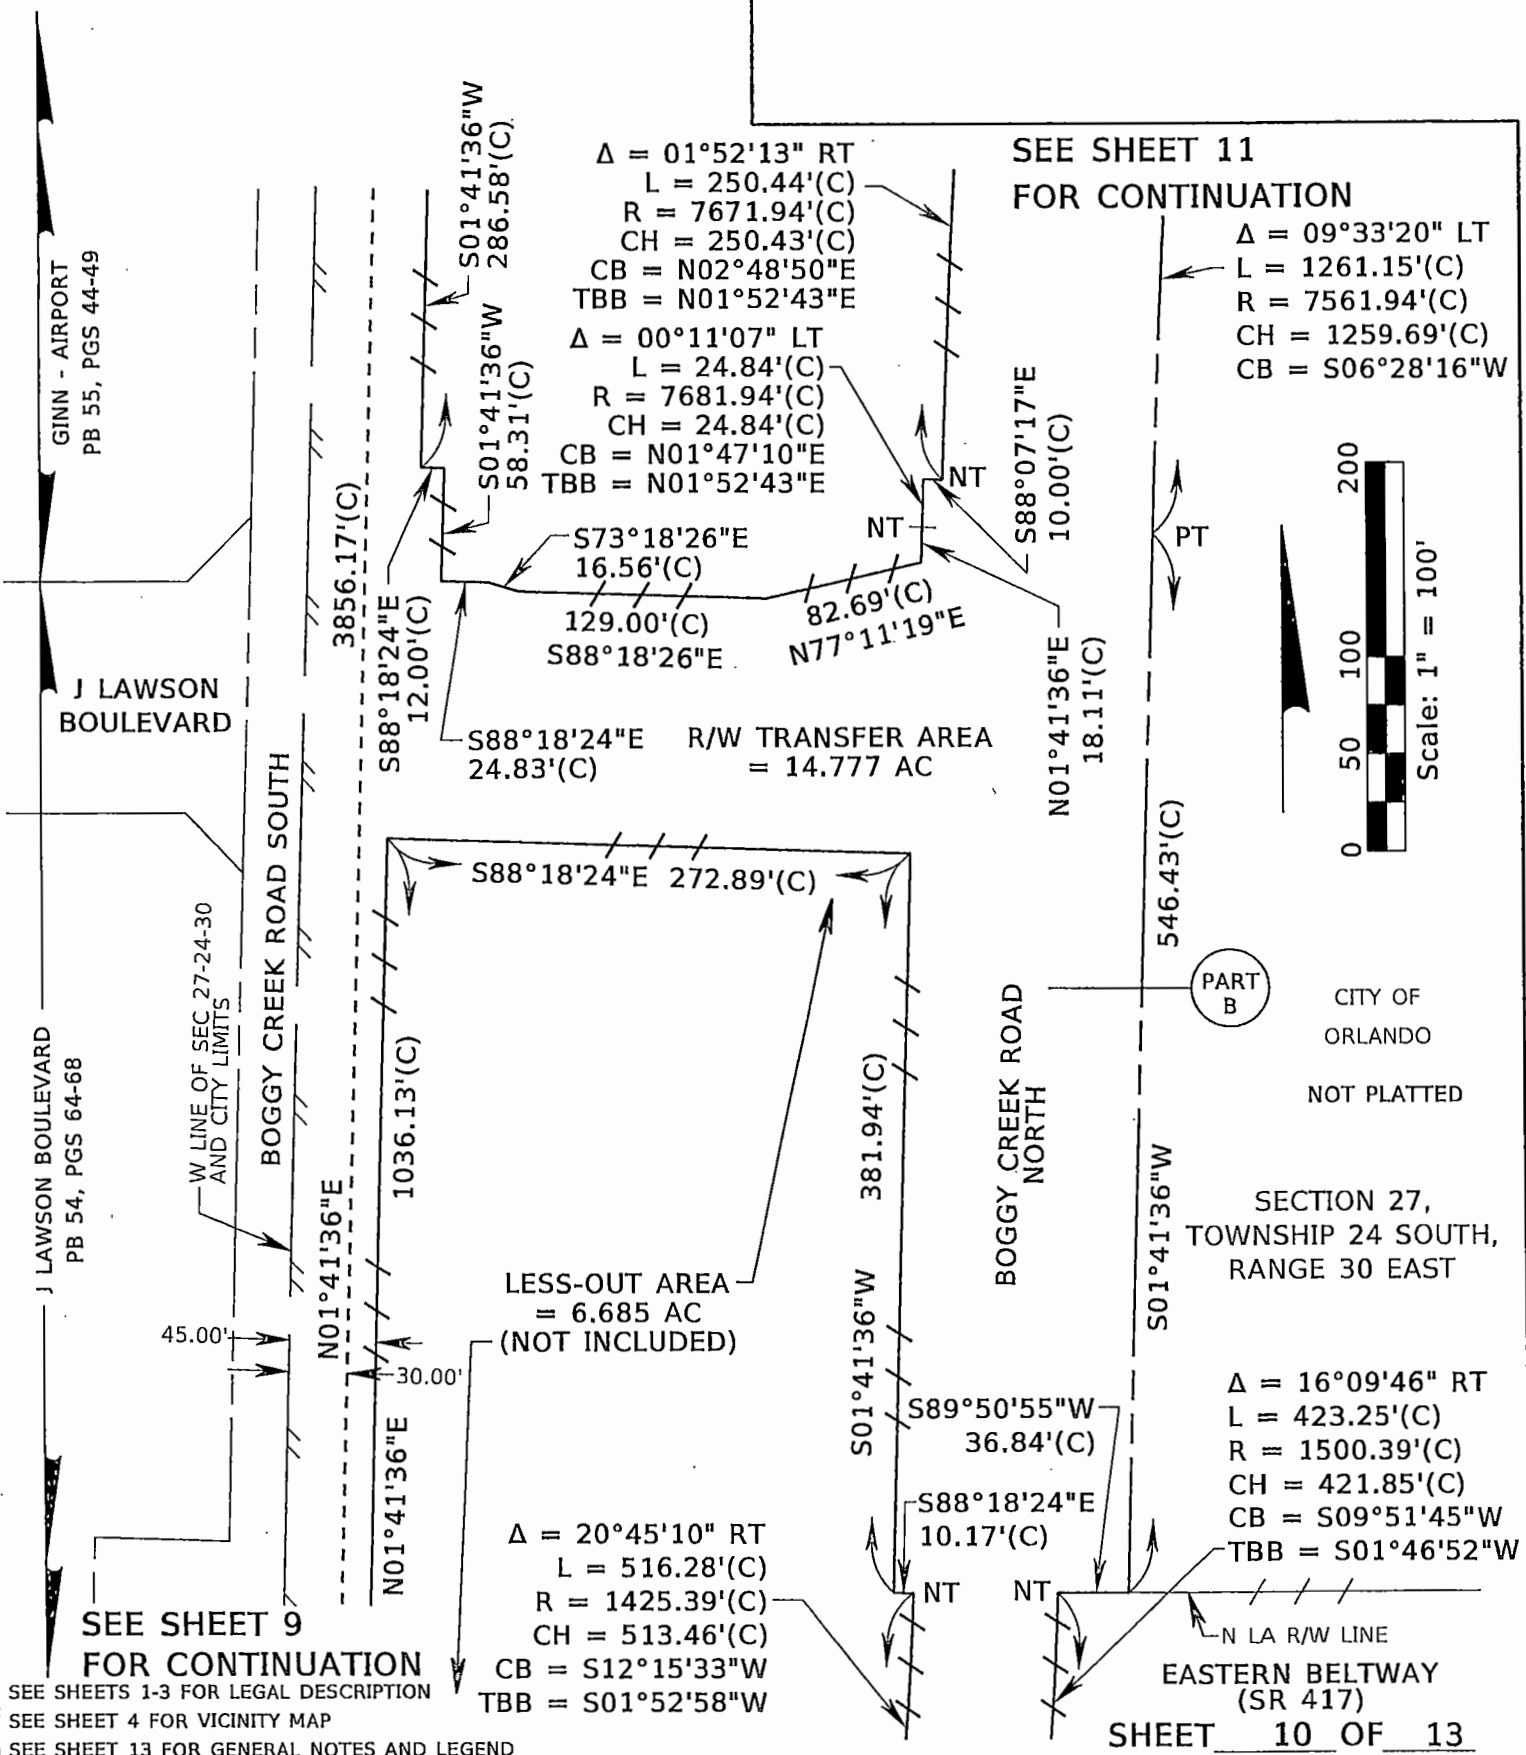 SEE SHEET 11
FOR CONTINUATION
Δ = 01°52'13" RT
L = 250.44'(C)
R = 7671.94'(C)
CH = 250.43'(C)
CB = N02°48'50"E
TBB = N01°52'43"E
Δ = 00°11'07" LT
L = 24.84'(C)
R = 7681.94'(C)
CH = 24.84'(C)
CB = N01°47'10"E
TBB = N01°52'43"E
Δ = 09°33'20" LT
L = 1261.15'(C)
R = 7561.94'(C)
CH = 1259.69'(C)
CB = S06°28'16"W
S01°41'36"W
286.58'(C)
S01°41'36"W
58.31'(C)
GINN - AIRPORT
PB 55, PGS 44-49
3856.17'(C)
S88°18'24"E
12.00'(C)
S73°18'26"E
16.56'(C)
129.00'(C)
S88°18'26"E
82.69'(C)
N77°11'19"E
NT
NT
S88°07'17"E
10.00'(C)
N01°41'36"E
18.11'(C)
PT
200
100
50
0
Scale: 1" = 100'
J LAWSON
BOULEVARD
S88°18'24"E
24.83'(C)
R/W TRANSFER AREA
= 14.777 AC
BOGGY CREEK ROAD SOUTH
S88°18'24"E 272.89'(C)
546.43'(C)
W LINE OF SEC 27-24-30
AND CITY LIMITS
J LAWSON BOULEVARD
PB 54, PGS 64-68
1036.13'(C)
381.94'(C)
BOGGY CREEK ROAD
NORTH
PART
B
CITY OF
ORLANDO
NOT PLATTED
SECTION 27,
TOWNSHIP 24 SOUTH,
RANGE 30 EAST
N01°41'36"E
S01°41'36"W
S01°41'36"W
LESS-OUT AREA
= 6.685 AC
(NOT INCLUDED)
45.00'
30.00'
N01°41'36"E
S89°50'55"W
36.84'(C)
S88°18'24"E
10.17'(C)
Δ = 16°09'46" RT
L = 423.25'(C)
R = 1500.39'(C)
CH = 421.85'(C)
CB = S09°51'45"W
TBB = S01°46'52"W
Δ = 20°45'10" RT
L = 516.28'(C)
R = 1425.39'(C)
CH = 513.46'(C)
CB = S12°15'33"W
TBB = S01°52'58"W
NT
NT
N LA R/W LINE
EASTERN BELTWAY
(SR 417)
SEE SHEET 9
FOR CONTINUATION
SEE SHEETS 1-3 FOR LEGAL DESCRIPTION
SEE SHEET 4 FOR VICINITY MAP
SEE SHEET 13 FOR GENERAL NOTES AND LEGEND
SHEET 10 OF 13